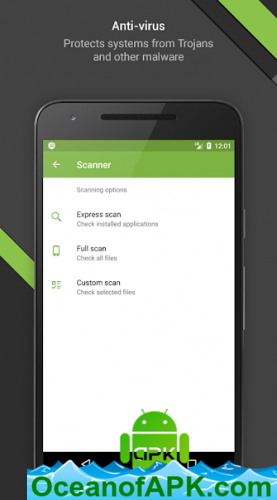 Anti-virus
Protects systems from Trojans
and other malware
12:01
Scanner
Scanning options
Express scan
Check installed applications
Full scan
Check all files
Custom scan
Check selected files
APK
OceanofAPK.com